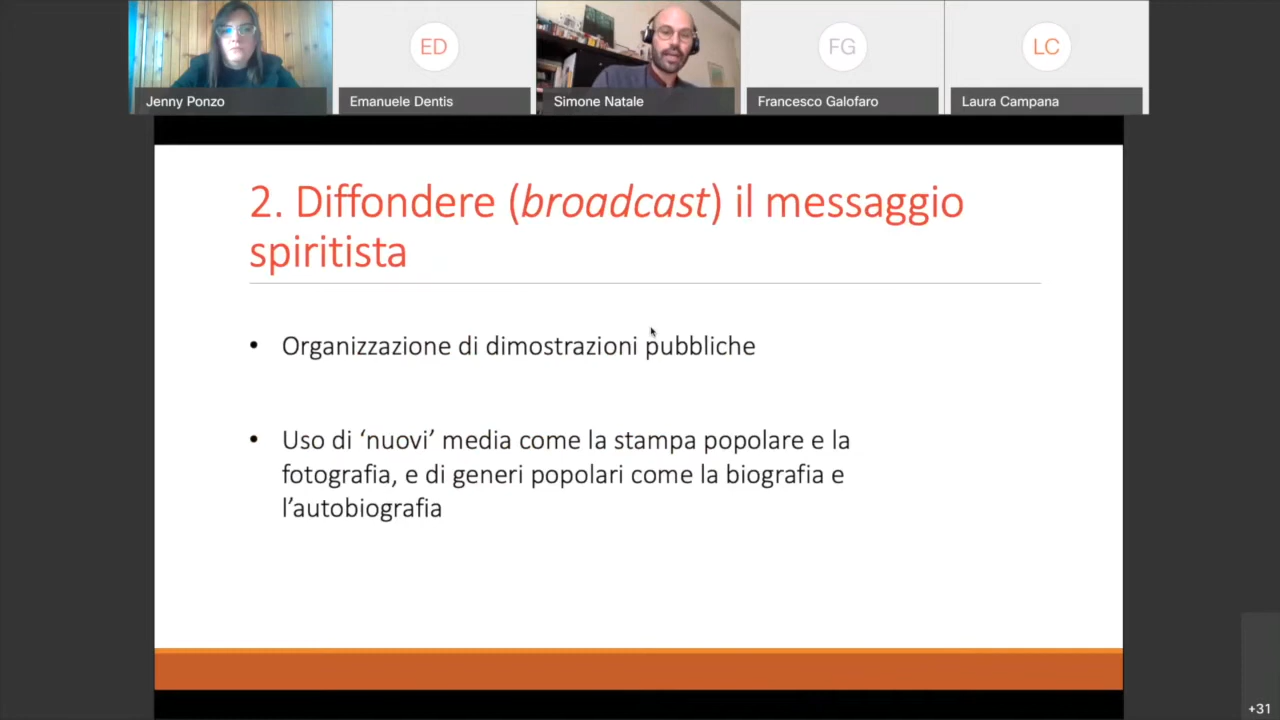 ED
FG
LC
Jenny Ponzo
Emanuele Dentis
Simone Natale
Francesco Galofaro
Laura Campana
2. Diffondere (broadcast) il messaggio
spiritista
• Organizzazione di dimostrazioni pubbliche
• Uso di ‘nuovi’ media come la stampa popolare e la
fotografia, e di generi popolari come la biografia e
l’autobiografia
+31